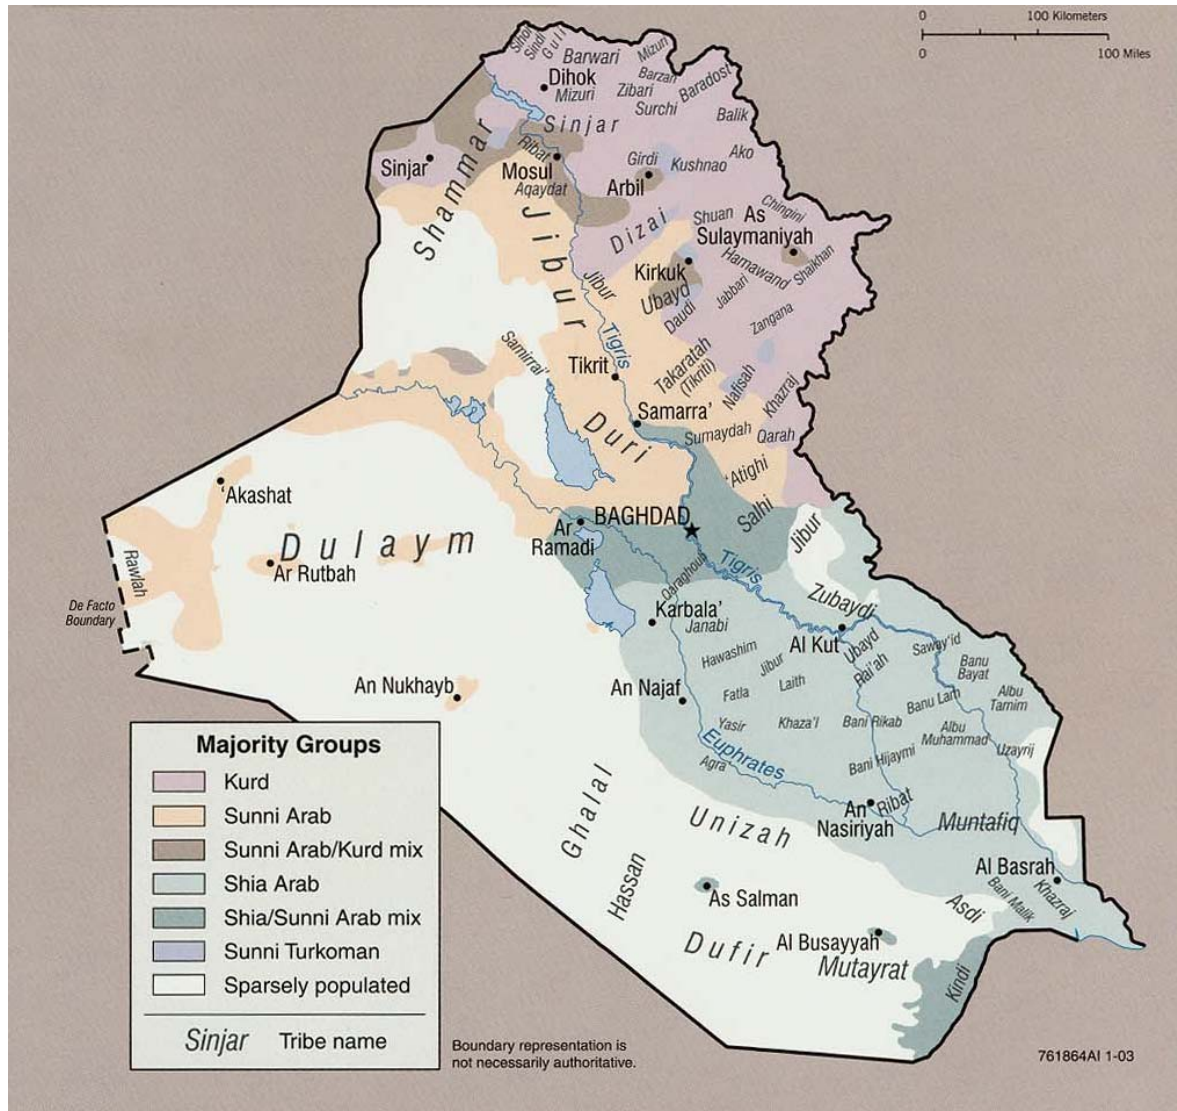 0 100 Kilometers
0 100 Miles
Sihor
Sindi
Guli
Barwari
Mizuri
Dihok
Mizuri
Barzan
Zibari
Surchi
Baradost
Balik
Sinjar
Ribat
Sinjar
Mosul
Aqaydat
Girdi
Arbil
Kushnao
Ako
Shammar
Jibur
Dizai
Shuan
Chingini
As
Sulaymaniyah
Kirkuk
Ubayd
Hamawand
Shaikhan
Jabbari
Daudi
Zangana
Jibur
Tigris
Samirrai'
Tikrit
Takaratah
(Tikriti)
Nafisah
Khazraj
Samarra'
Duri
Sumaydah
Qarah
'Atighi
'Akashat
Salhi
BAGHDAD
Ar
Ramadi
Jibur
Dulaym
Ar Rutbah
Rawlah
De Facto
Boundary
Tigris
Qaraghous
Zubaydi
Karbala'
Janabi
Al Kut
Ubayd
Rai'ah
Saway'id
Hawashim
Jibur
Banu
Bayat
An Nukhayb
An Najaf
Fatla
Laith
Banu Lam
Albu
Tarnim
Yasir
Khaza'l
Bani Rikab
Albu
Muhammad
Uzayrij
Euphrates
Agra'
Bani Hijaymi
Ghalal
Unizah
An
Nasiriyah
Ribat
Muntafiq
Hassan
As Salman
Al Basrah
Bani Malik
Khazraj
Asdi
Dufir
Al Busayyah
Mutayrat
Kindi
Majority Groups
Kurd
Sunni Arab
Sunni Arab/Kurd mix
Shia Arab
Shia/Sunni Arab mix
Sunni Turkoman
Sparsely populated
Sinjar Tribe name
Boundary representation is
not necessarily authoritative.
761864AI 1-03